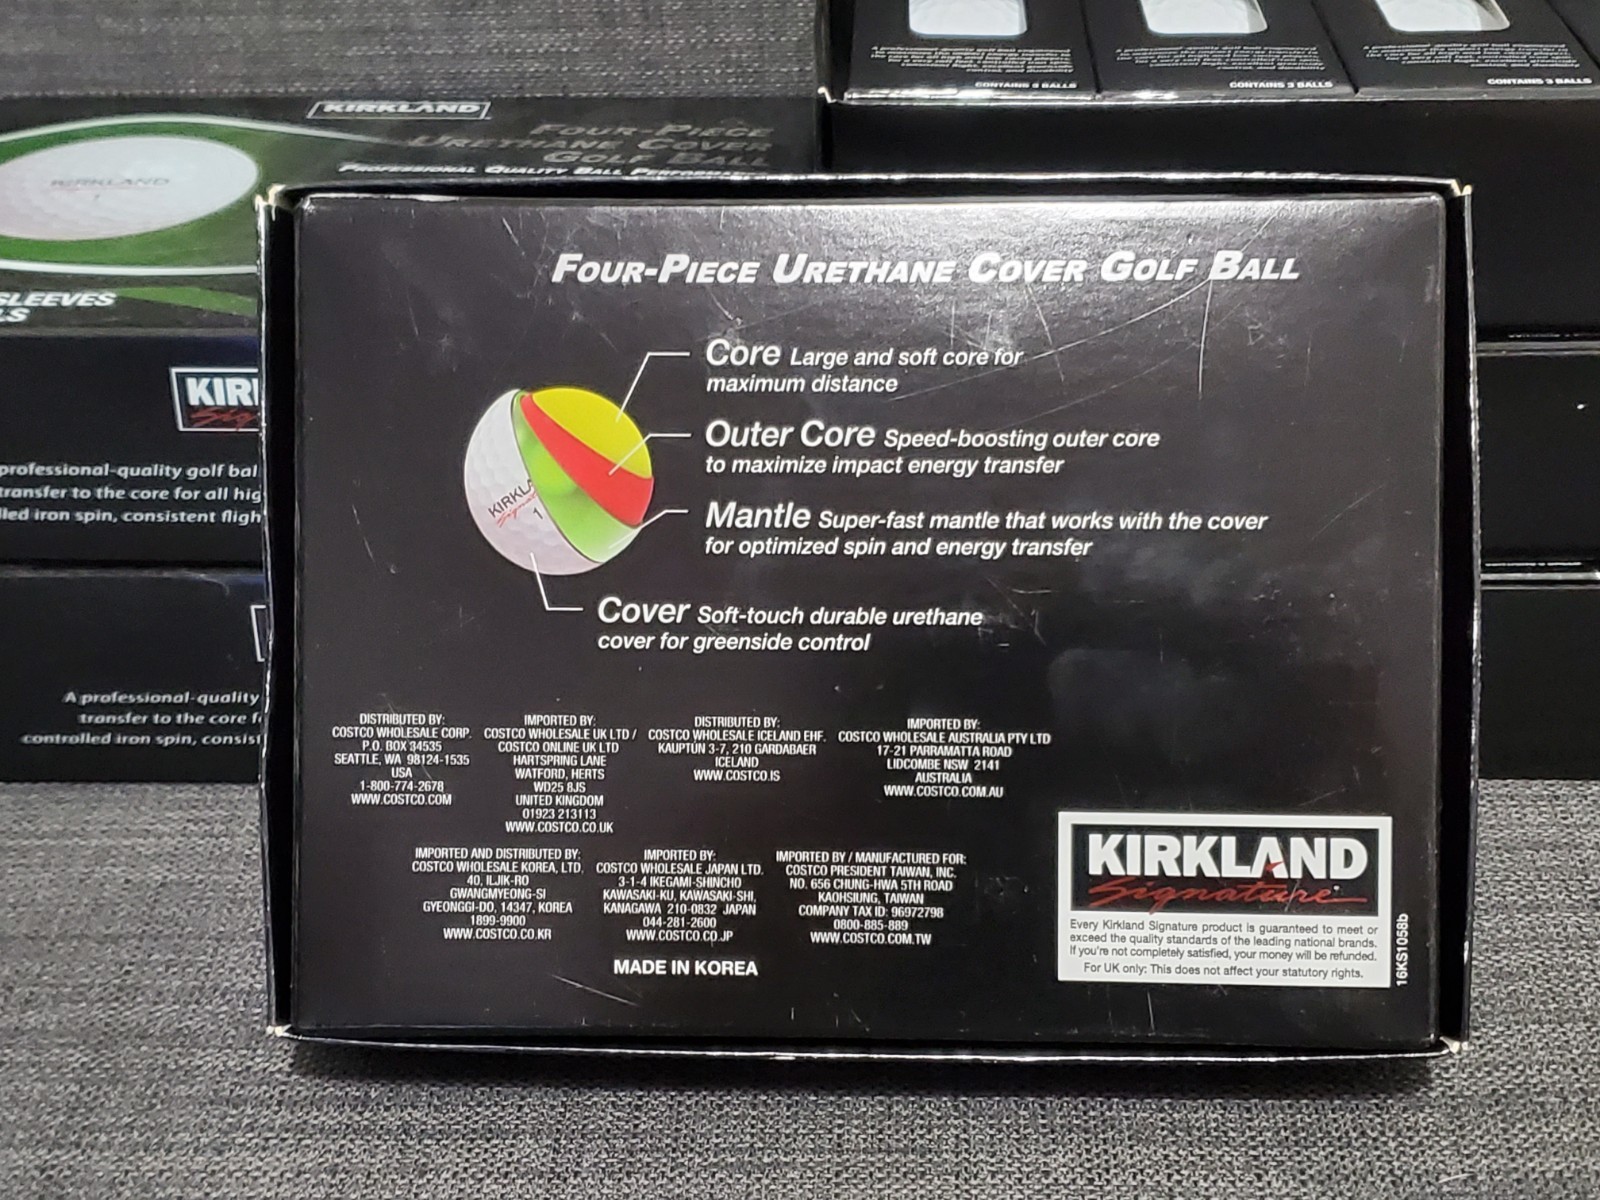 KIRKLAND
FOUR-PIECE
URETHANE COVER
GOLF BALL
PROFESSIONAL QUALITY BALL
KIRKLAND
1
SLEEVES
CONTAINS 3 BALLS
CONTAINS 3 BALLS
CONTAINS 3 BALLS
professional-quality golf
to the core for all
iron spin, consistent
A professional-quality
transfer to the core
controlled iron spin,
FOUR-PIECE URETHANE COVER GOLF BALL
Core Large and soft core for
maximum distance
Outer Core Speed-boosting outer core
to maximize impact energy transfer
Mantle Super-fast mantle that works with the cover
for optimized spin and energy transfer
Cover Soft-touch durable urethane
cover for greenside control
1
DISTRIBUTED BY:
COSTCO WHOLESALE CORP.
P.O. BOX 34535
SEATTLE, WA 98124-1535
USA
1-800-774-2678
WWW.COSTCO.COM
IMPORTED BY:
COSTCO WHOLESALE UK LTD /
COSTCO ONLINE UK LTD
HARTSPRING LANE
WATFORD, HERTS
WD25 8JS
UNITED KINGDOM
01923 213113
WWW.COSTCO.CO.UK
DISTRIBUTED BY:
COSTCO WHOLESALE ICELAND EHF.
KAUPTÚN 3-7, 210 GARDABAER
ICELAND
WWW.COSTCO.IS
IMPORTED BY:
COSTCO WHOLESALE AUSTRALIA PTY LTD
17-21 PARRAMATTA ROAD
LIDCOMBE NSW 2141
AUSTRALIA
WWW.COSTCO.COM.AU
IMPORTED AND DISTRIBUTED BY:
COSTCO WHOLESALE KOREA, LTD.
40, ILJIK-RO
GWANGMYEONG-SI
GYEONGGI-DO, 14347, KOREA
1899-9900
WWW.COSTCO.CO.KR
IMPORTED BY:
COSTCO WHOLESALE JAPAN LTD.
3-1-4 IKEGAMI-SHINCHO
KAWASAKI-KU, KAWASAKI-SHI,
KANAGAWA 210-0832 JAPAN
044-281-2600
WWW.COSTCO.CO.JP
IMPORTED BY / MANUFACTURED FOR:
COSTCO PRESIDENT TAIWAN, INC.
NO. 656 CHUNG-HWA 5TH ROAD
KAOHSIUNG, TAIWAN
COMPANY TAX ID: 96972798
0800-885-889
WWW.COSTCO.COM.TW
MADE IN KOREA
KIRKLAND
Signature
Every Kirkland Signature product is guaranteed to meet or
exceed the quality standards of the leading national brands.
If you're not completely satisfied, your money will be refunded.
For UK only: This does not affect your statutory rights.
16KS1058b